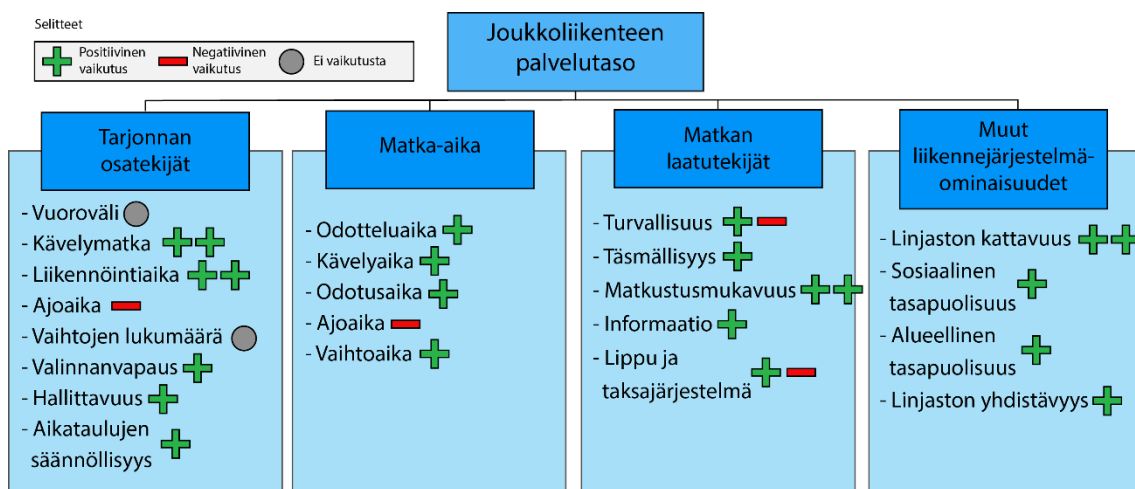 Selitteet
Positiivinen
vaikutus
Negatiivinen
vaikutus
Ei vaikutusta
Joukkoliikenteen
palvelutaso
Tarjonnan
osatekijät
- Vuoroväli
- Kävelymatka
- Liikennöintiaika
- Ajoaika
- Vaihtojen lukumäärä
- Valinnanvapaus
- Hallittavuus
- Aikataulujen
säännöllisyys
Matka-aika
- Odotteluaika
- Kävelyaika
- Odotusaika
- Ajoaika
- Vaihtoaika
Matkan
laatutekijät
- Turvallisuus
- Täsmällisyys
- Matkustusmukavuus
- Informaatio
- Lippu ja
taksajärjestelmä
Muut
liikennejärjestelmä-
ominaisuudet
- Linjaston kattavuus
- Sosiaalinen
tasapuolisuus
- Alueellinen
tasapuolisuus
- Linjaston yhdistävyys